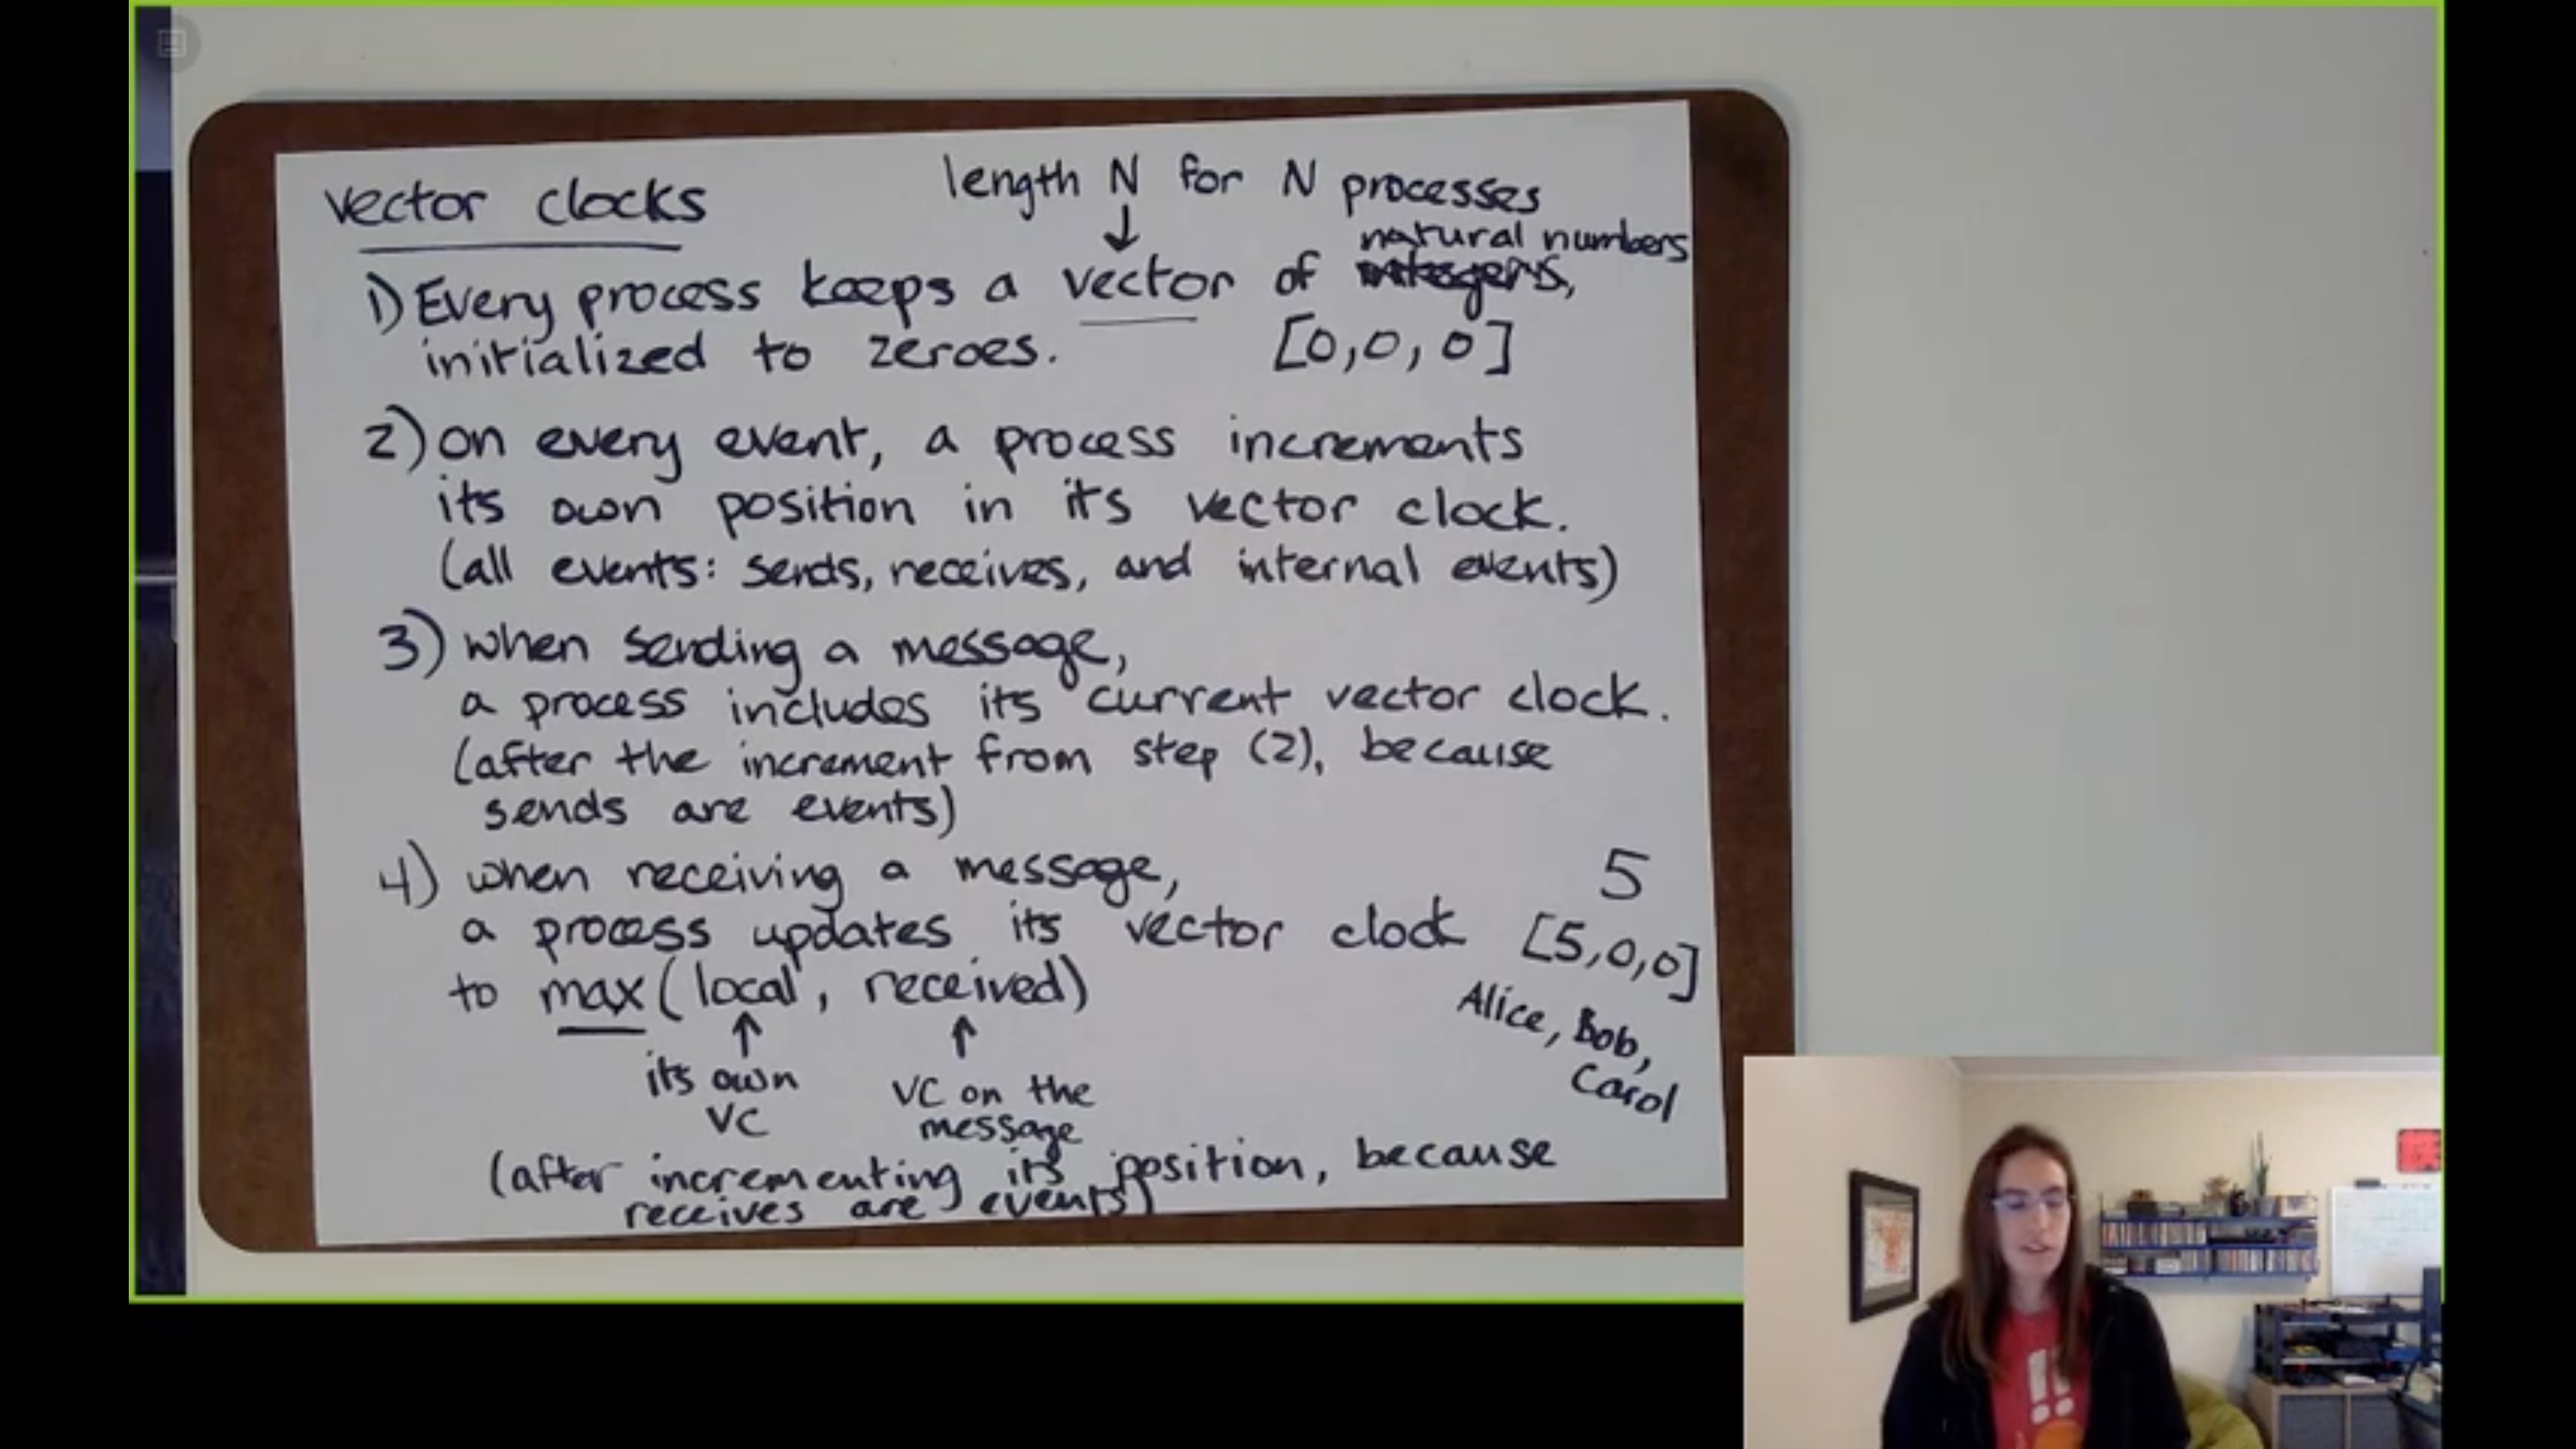 vector clocks
length N for N processes
↓
natural numbers
1) Every process keeps a vector of integers,
initialized to zeroes. [0,0,0]
2) on every event, a process increments
its own position in its vector clock.
(all events: sends, receives, and internal events)
3) when sending a message,
a process includes its current vector clock.
(after the increment from step (2), because
sends are events)
4) when receiving a message,
a process updates its vector clock
to max(local, received)
↑ ↑
its own
VC
VC on the
message
(after incrementing its position, because
receives are events)
5
[5,0,0]
Alice, Bob,
Carol
!!